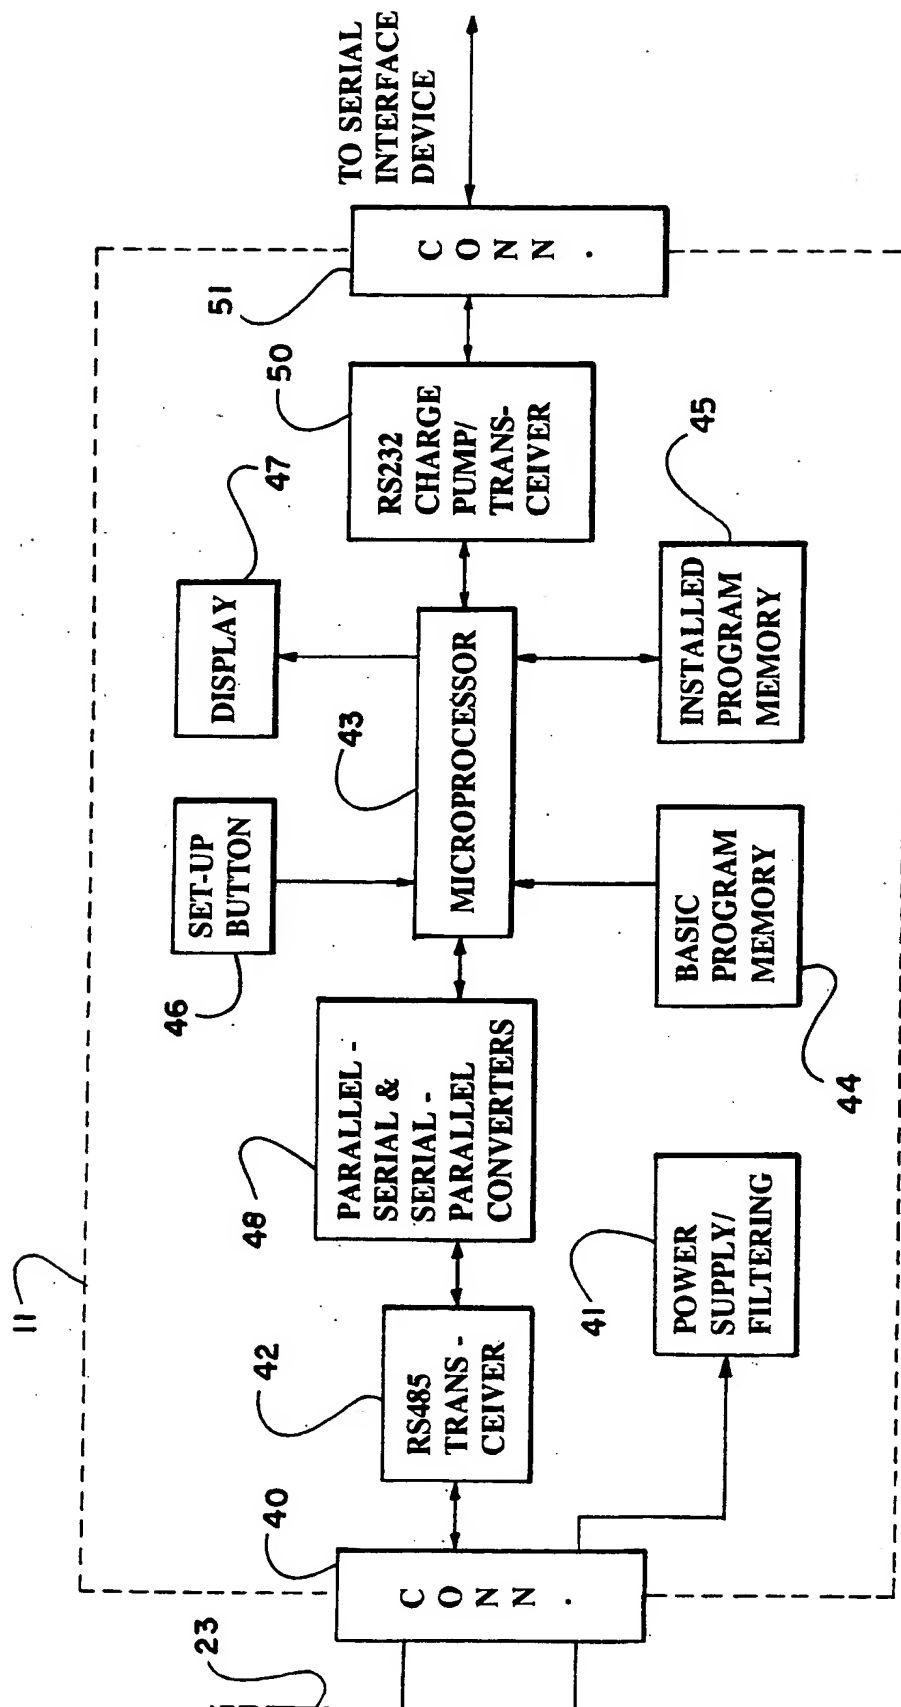 11
23
40
C
O
N
N
.
42
RS485
TRANS -
CEIVER
48
PARALLEL -
SERIAL &
SERIAL -
PARALLEL
CONVERTERS
41
POWER
SUPPLY/
FILTERING
46
SET-UP
BUTTON
47
DISPLAY
43
MICROPROCESSOR
44
BASIC
PROGRAM
MEMORY
45
INSTALLED
PROGRAM
MEMORY
50
RS232
CHARGE
PUMP/
TRANS-
CEIVER
51
C
O
N
N
.
TO SERIAL
INTERFACE
DEVICE